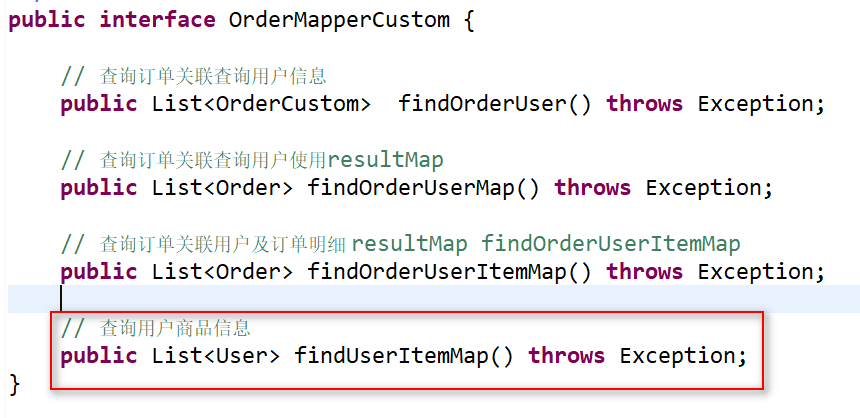 public interface OrderMapperCustom {
// 查询订单关联查询用户信息
public List<OrderCustom>  findOrderUser() throws Exception;
// 查询订单关联查询用户使用resultMap
public List<Order> findOrderUserMap() throws Exception;
// 查询订单关联用户及订单明细 resultMap findOrderUserItemMap
public List<Order> findOrderUserItemMap() throws Exception;
// 查询用户商品信息
public List<User> findUserItemMap() throws Exception;
}